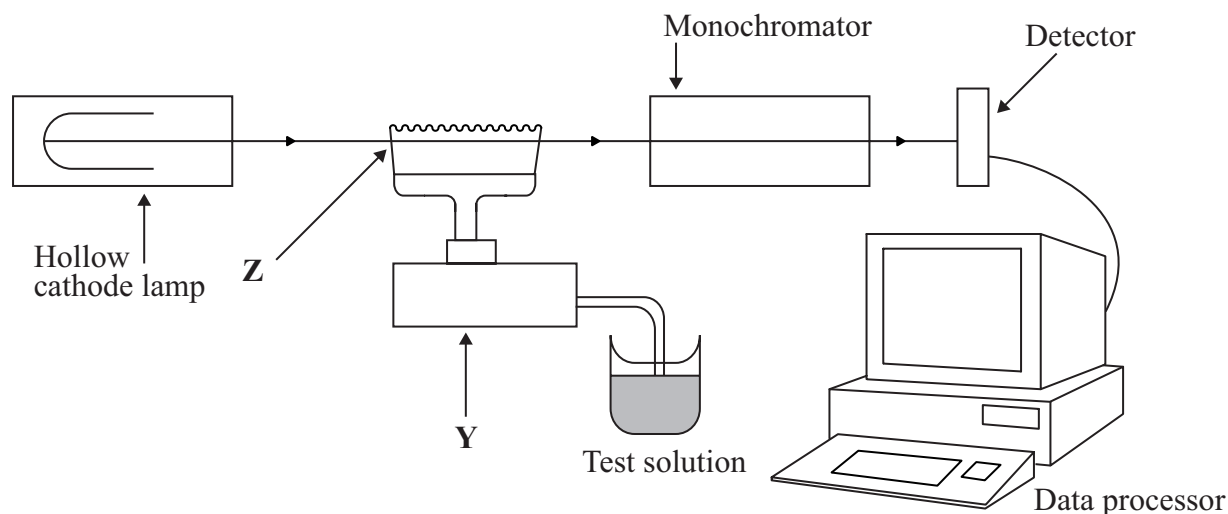 Monochromator
Detector
Hollow
cathode lamp
Z
Y
Test solution
Data processor